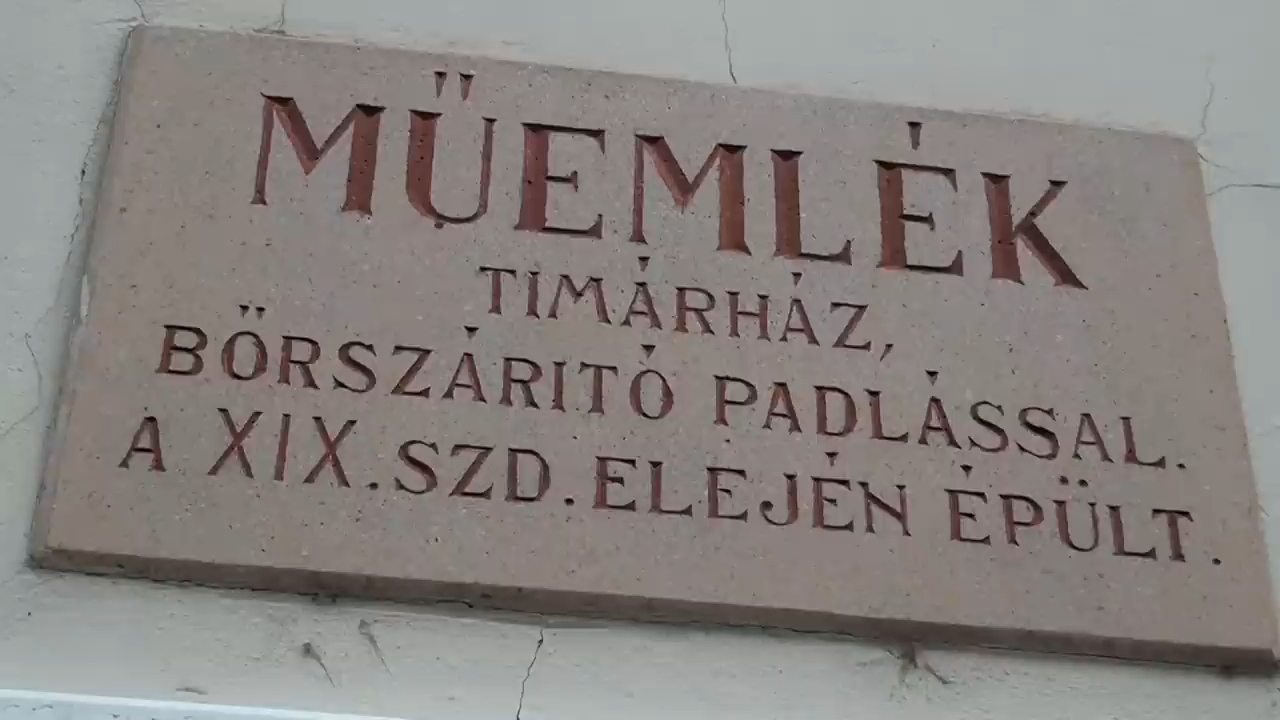 MŰEMLÉK
TIMÁRHÁZ,
BŐRSZÁRITÓ PADLÁSSAL.
A XIX. SZD. ELEJÉN ÉPÜLT.